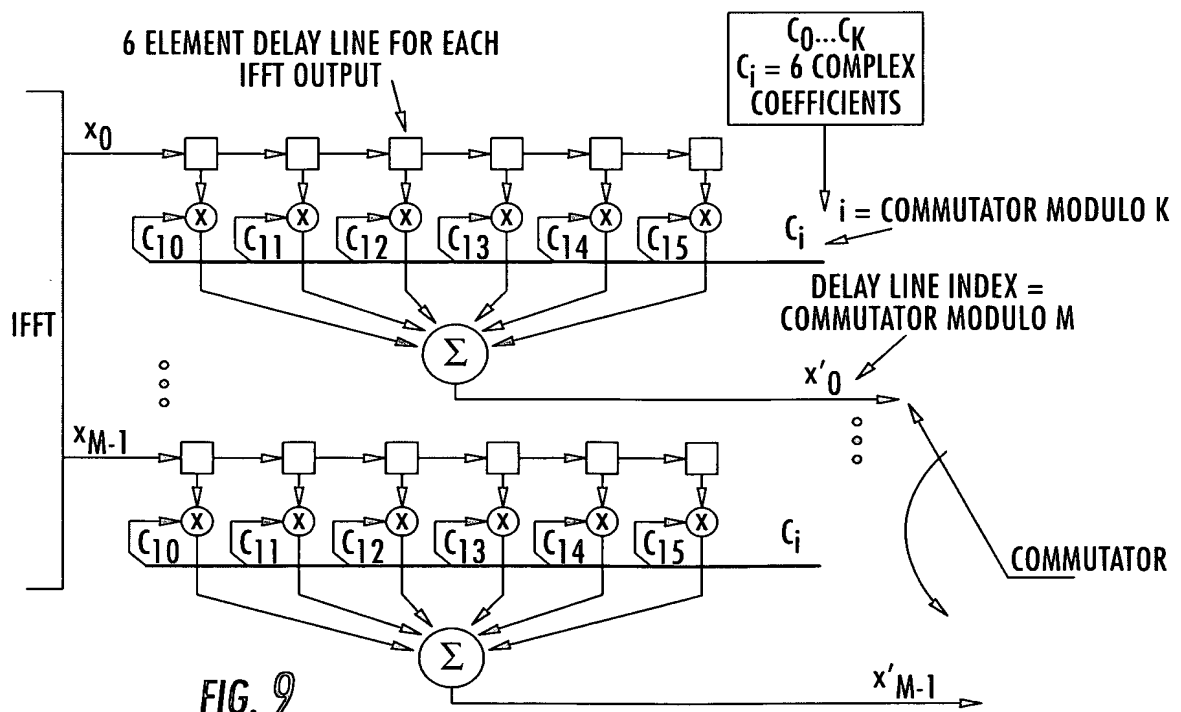 6 ELEMENT DELAY LINE FOR EACH
IFFT OUTPUT
C0...CK
Ci = 6 COMPLEX
COEFFICIENTS
x0
X X X X X X
i = COMMUTATOR MODULO K
C10 C11 C12 C13 C14 C15 Ci
DELAY LINE INDEX =
COMMUTATOR MODULO M
IFFT
Σ
x'0
xM-1
X X X X X X
C10 C11 C12 C13 C14 C15 Ci
COMMUTATOR
Σ
x'M-1
FIG. 9